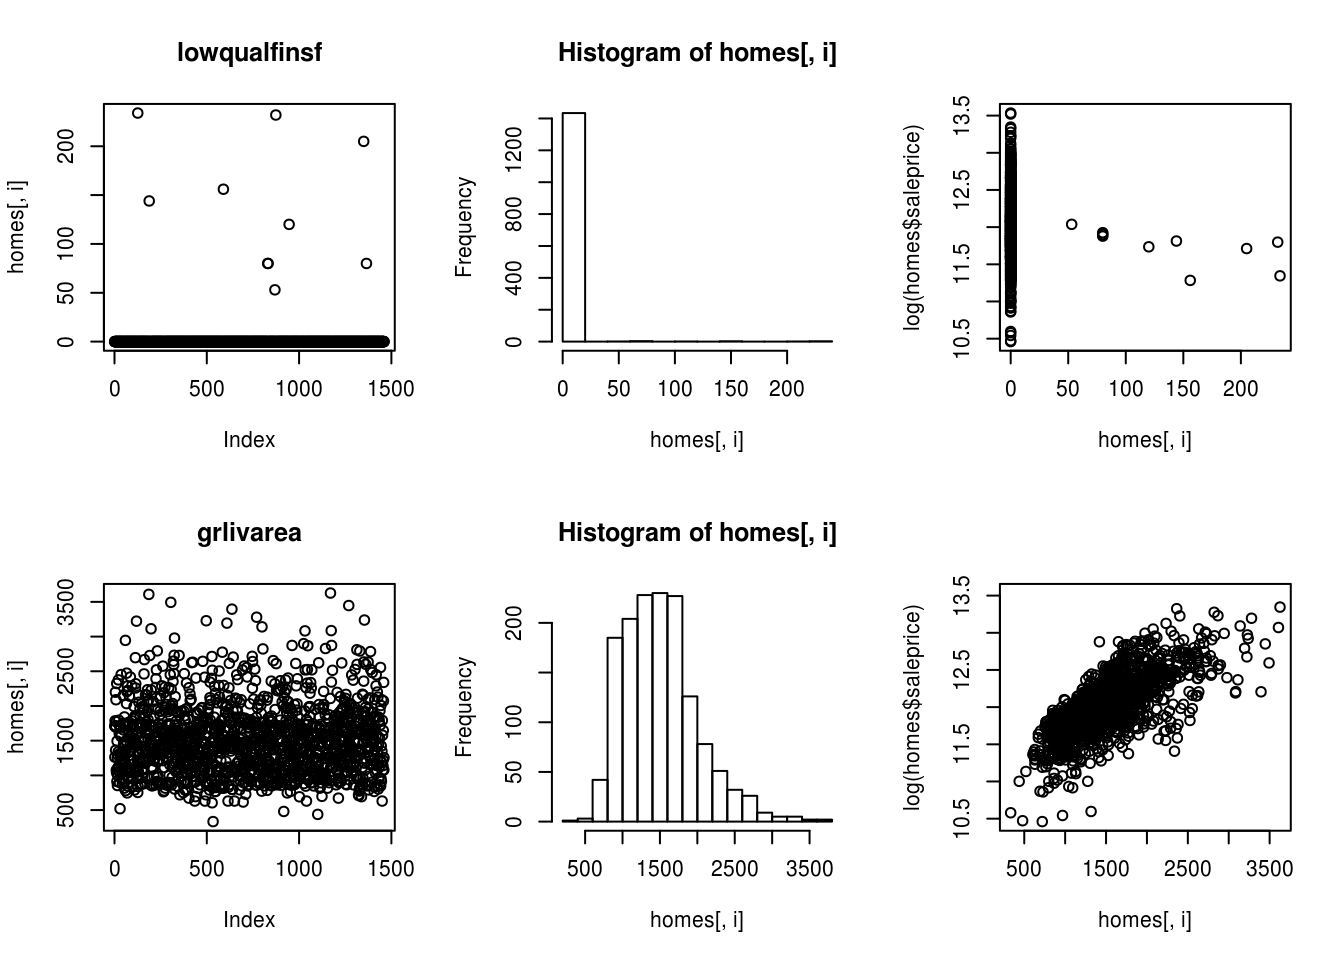 lowqualfinsf
homes[, i]
0 50 100 200
0 500 1000 1500
Index
Histogram of homes[, i]
Frequency
0 400 800 1200
0 50 100 150 200
homes[, i]
log(homes$saleprice)
10.5 11.5 12.5 13.5
0 50 100 150 200
homes[, i]
grlivarea
homes[, i]
500 1500 2500 3500
0 500 1000 1500
Index
Histogram of homes[, i]
Frequency
0 50 100 200
500 1500 2500 3500
homes[, i]
log(homes$saleprice)
10.5 11.5 12.5 13.5
500 1500 2500 3500
homes[, i]